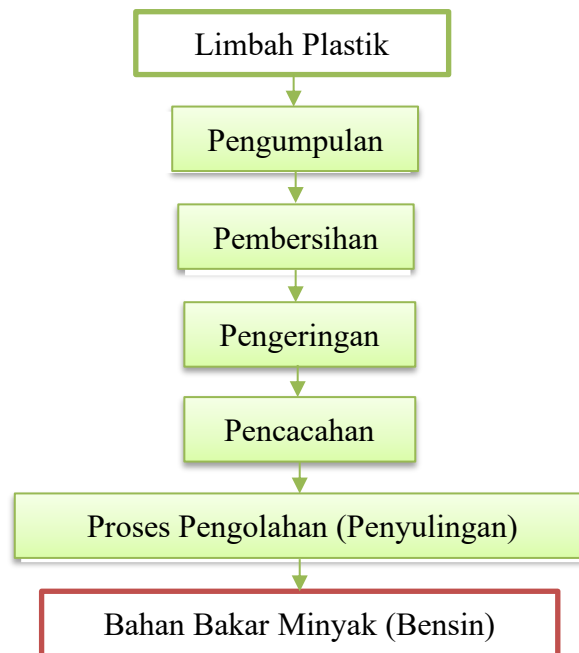 Limbah Plastik
Pengumpulan
Pembersihan
Pengeringan
Pencacahan
Proses Pengolahan (Penyulingan)
Bahan Bakar Minyak (Bensin)